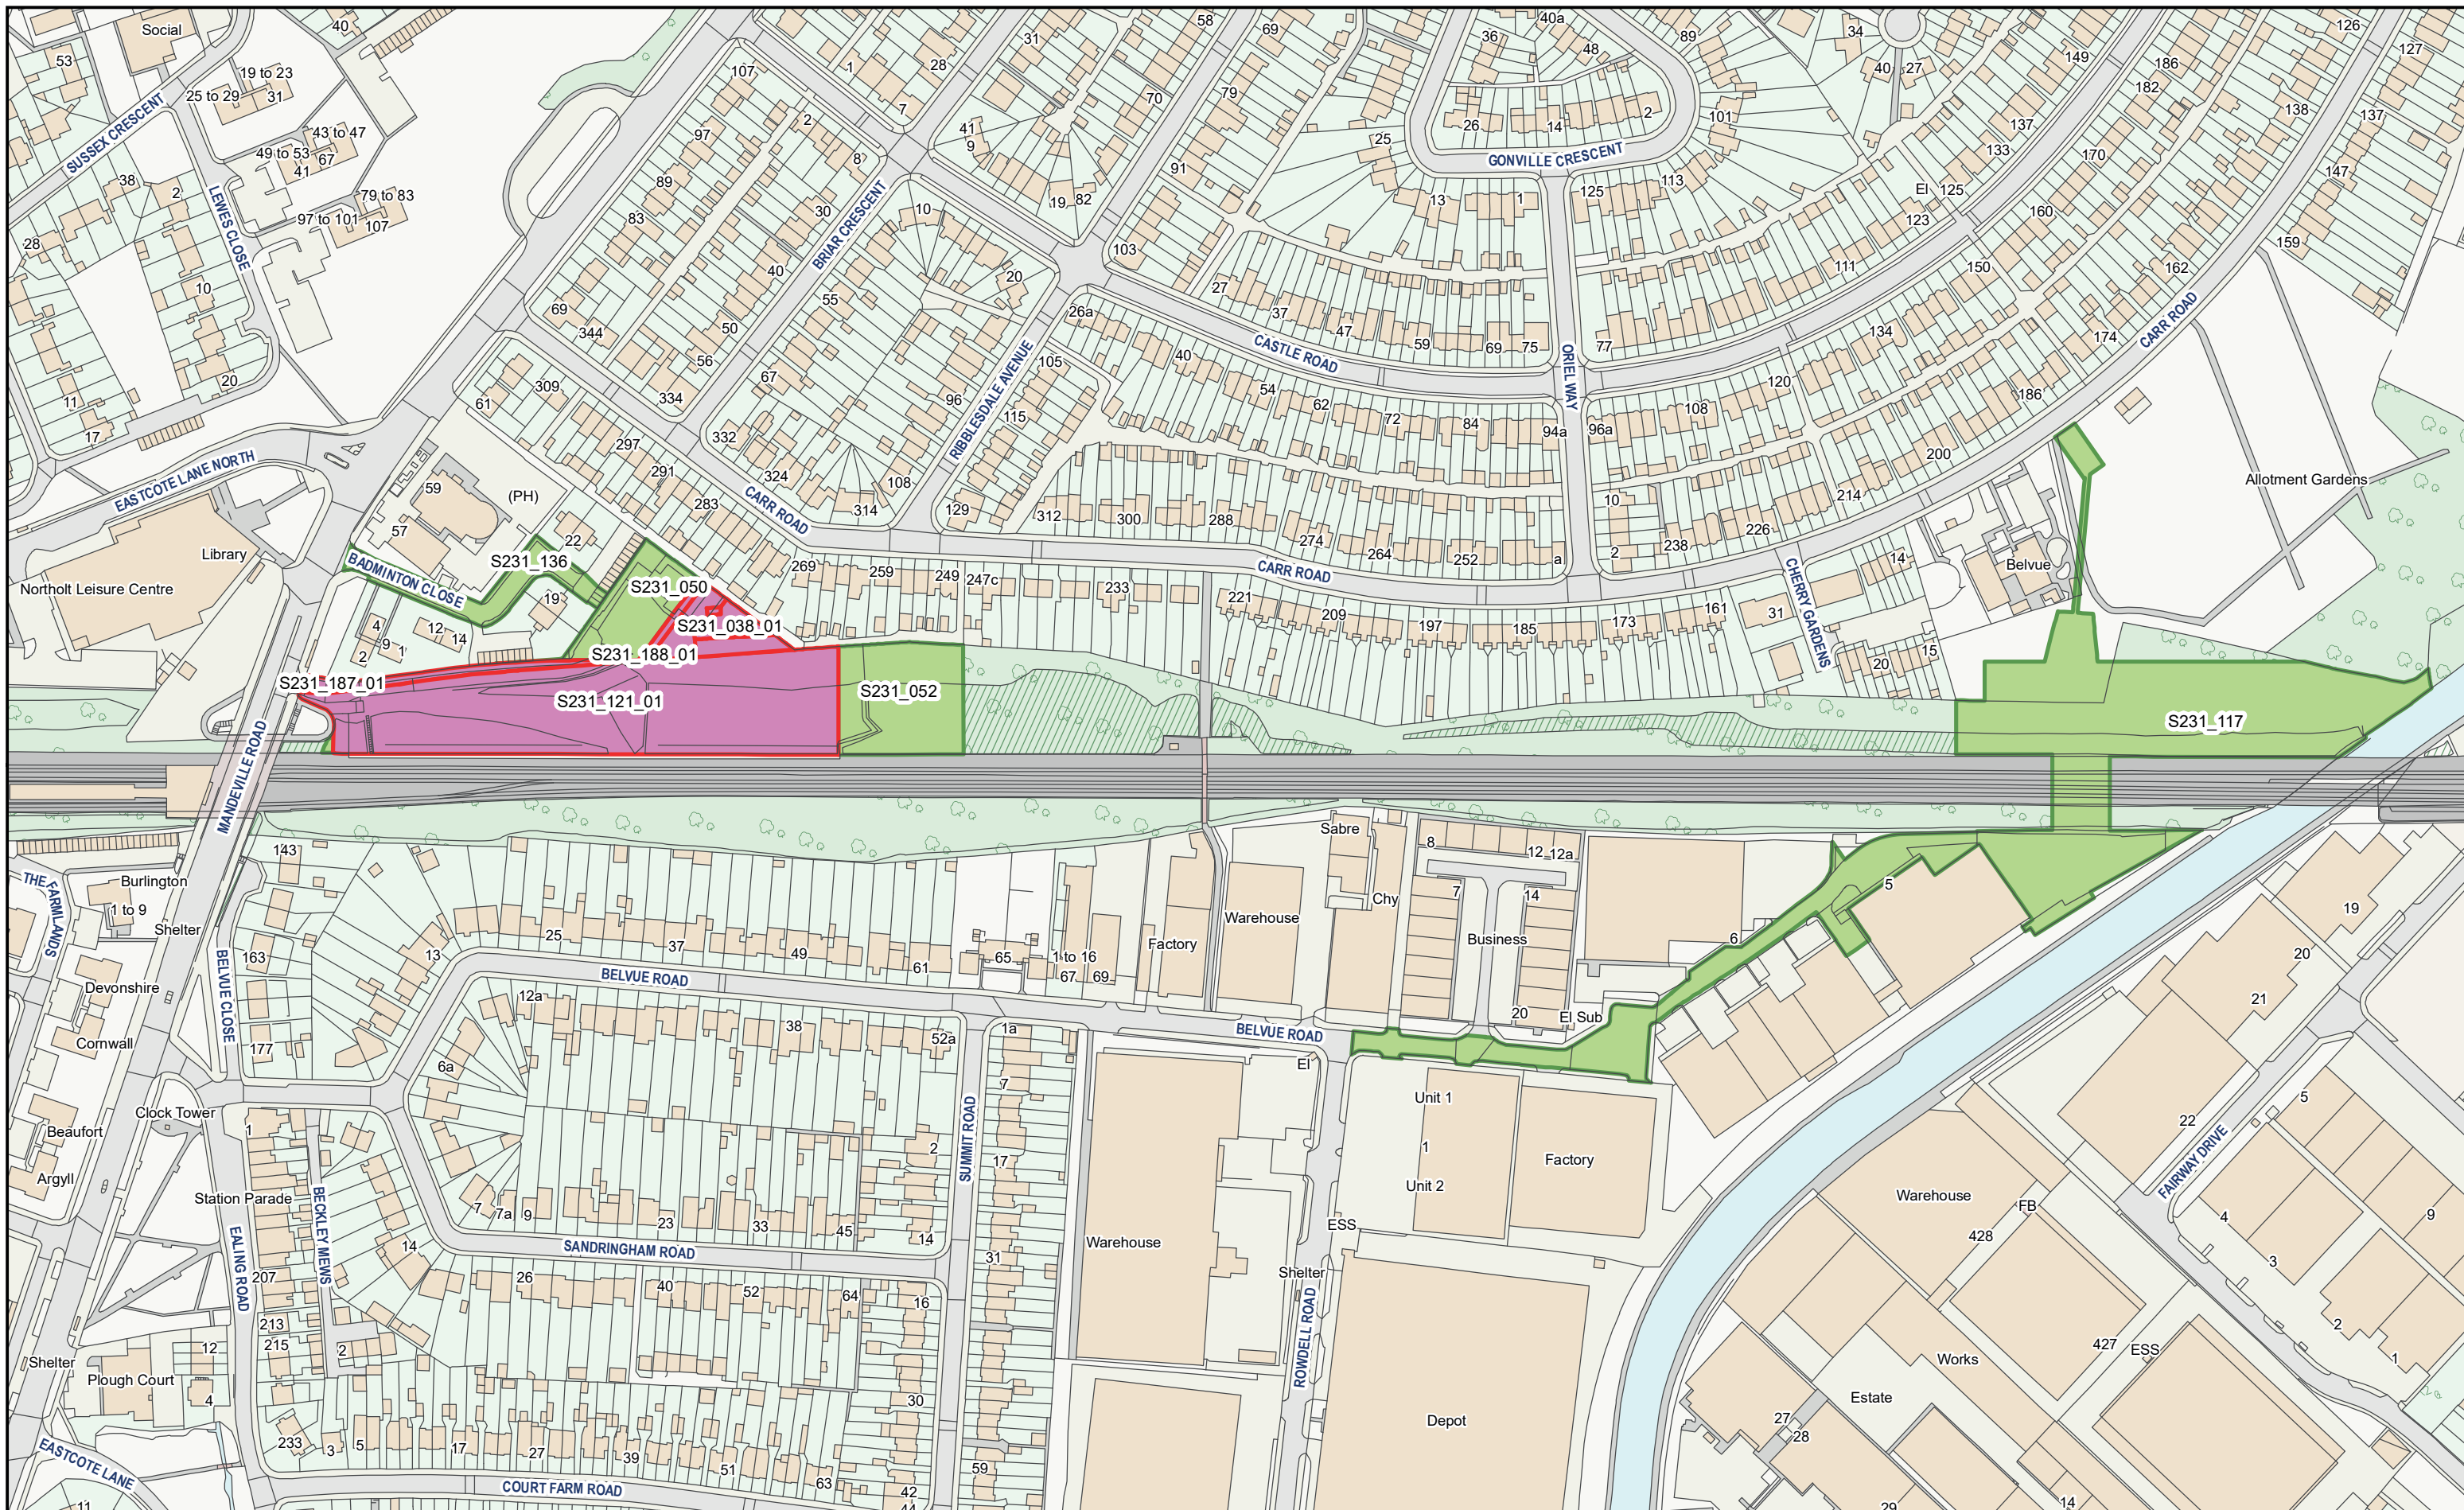 Social
40
53
19 to 23
25 to 29
31
SUSSEX CRESCENT
43 to 47
49 to 53
67
41
38
2
79 to 83
97 to 101
107
LEWES CLOSE
28
10
20
11
17
107
97
89
83
69
344
2
8
30
40
50
56
334
BRIAR CRESCENT
1
7
28
31
58
69
70
79
41
9
19
82
91
103
10
20
55
67
96
332
324
314
108
RIBBLESDALE AVENUE
26a
105
115
129
36
40a
48
89
26
14
2
101
GONVILLE CRESCENT
25
13
1
125
113
34
40
27
149
137
133
El
125
123
111
186
182
170
160
150
134
120
108
126
127
138
137
147
159
162
174
186
200
214
226
238
CARR ROAD
27
37
47
59
69
75
77
CASTLE ROAD
ORIEL WAY
40
54
62
72
84
94a
96a
61
309
297
291
283
CARR ROAD
312
300
288
274
264
252
a
10
2
CARR ROAD
269
259
249
247c
233
221
209
197
185
173
161
31
CHERRY GARDENS
14
20
15
Belvue
Allotment Gardens
EASTCOTE LANE NORTH
59
(PH)
57
22
Library
Northolt Leisure Centre
BADMINTON CLOSE
S231_136
S231_050
S231_038_01
S231_188_01
S231_187_01
S231_121_01
S231_052
S231_117
19
4
9
1
2
12
14
MANDEVILLE ROAD
THE FARMLANDS
Burlington
1 to 9
Shelter
143
163
177
BELVUE CLOSE
Devonshire
Cornwall
Beaufort
Argyll
Clock Tower
Station Parade
1
BECKLEY MEWS
EALING ROAD
207
213
215
2
12
4
Shelter
Plough Court
EASTCOTE LANE
11
13
25
37
49
61
65
1 to 16
67
69
BELVUE ROAD
12a
38
52a
6a
7
7a
9
23
33
45
2
14
SANDRINGHAM ROAD
14
26
40
52
64
16
30
42
44
233
3
5
17
27
39
51
63
COURT FARM ROAD
SUMMIT ROAD
1a
7
17
31
59
Factory
Warehouse
Sabre
Chy
8
12
12a
7
14
Business
20
El Sub
BELVUE ROAD
El
5
6
Unit 1
1
Unit 2
Factory
ESS
Shelter
ROWDELL ROAD
Warehouse
Depot
19
20
21
22
FAIRWAY DRIVE
5
4
3
9
2
1
Warehouse
428
FB
427
ESS
Works
Estate
27
28
29
14